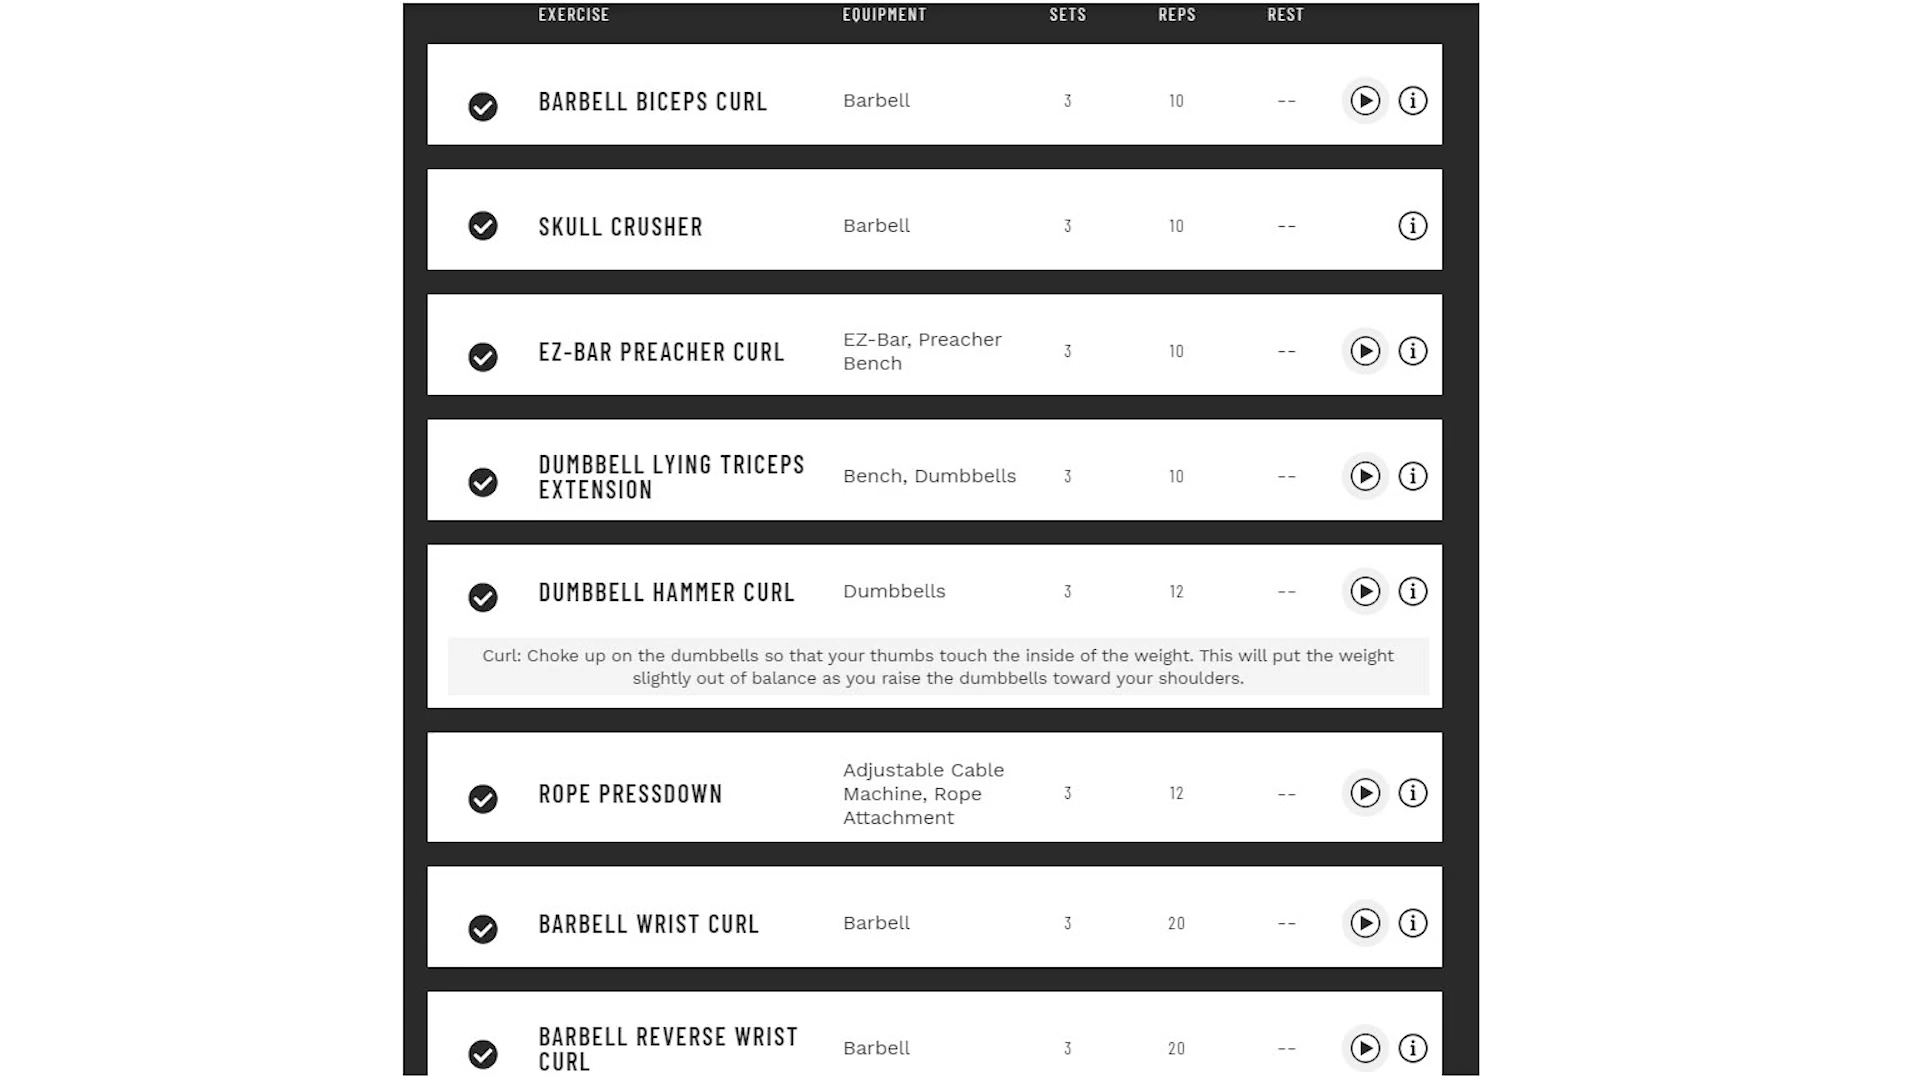 EXERCISE EQUIPMENT SETS REPS REST
BARBELL BICEPS CURL Barbell 3 10 --
SKULL CRUSHER Barbell 3 10 --
EZ-BAR PREACHER CURL EZ-Bar, Preacher Bench 3 10 --
DUMBBELL LYING TRICEPS
EXTENSION Bench, Dumbbells 3 10 --
DUMBBELL HAMMER CURL Dumbbells 3 12 --
Curl: Choke up on the dumbbells so that your thumbs touch the inside of the weight. This will put the weight
slightly out of balance as you raise the dumbbells toward your shoulders.
ROPE PRESSDOWN Adjustable Cable
Machine, Rope
Attachment 3 12 --
BARBELL WRIST CURL Barbell 3 20 --
BARBELL REVERSE WRIST
CURL Barbell 3 20 --